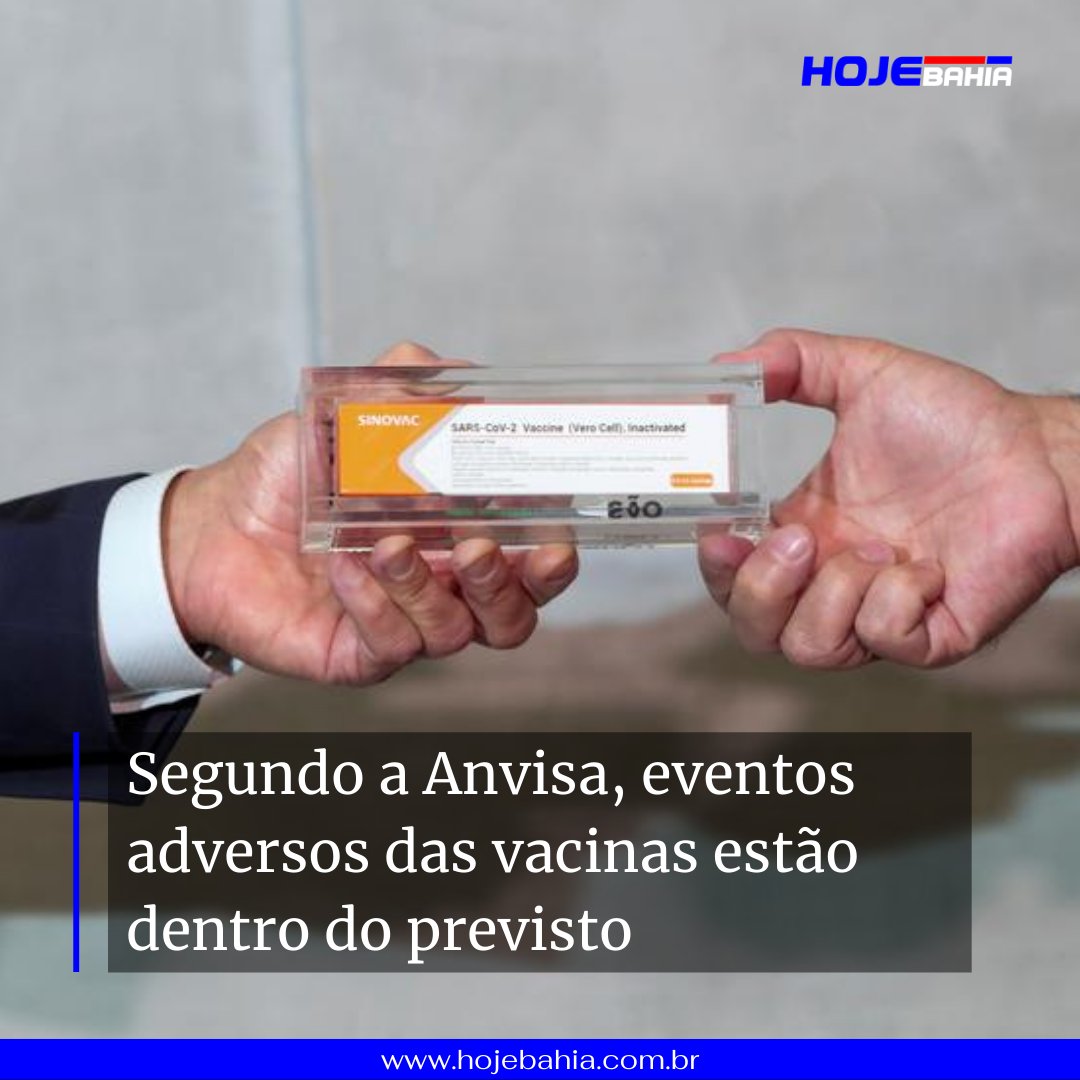 HOJE BAHIA
SINOVAC
SARS-CoV-2 Vaccine (Vero Cell), Inactivated
Segundo a Anvisa, eventos
adversos das vacinas estão
dentro do previsto
www.hojebahia.com.br